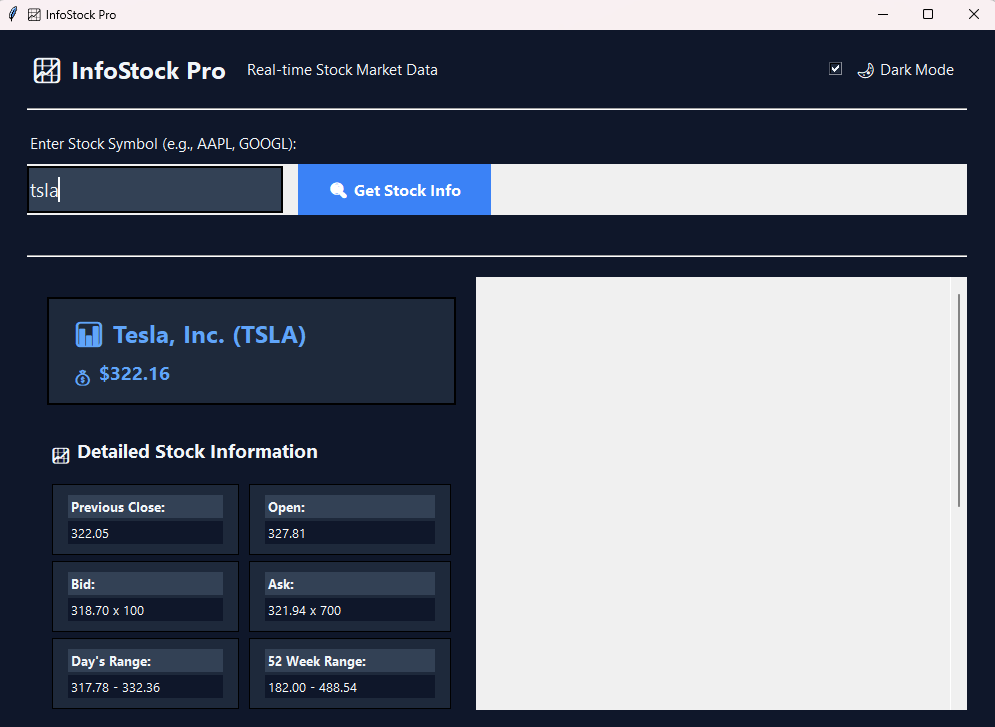 InfoStock Pro
InfoStock Pro Real-time Stock Market Data Dark Mode
Enter Stock Symbol (e.g., AAPL, GOOGL):
tsla Get Stock Info
Tesla, Inc. (TSLA)
$322.16
Detailed Stock Information
Previous Close: Open:
322.05 327.81
Bid: Ask:
318.70 x 100 321.94 x 700
Day's Range: 52 Week Range:
317.78 - 332.36 182.00 - 488.54